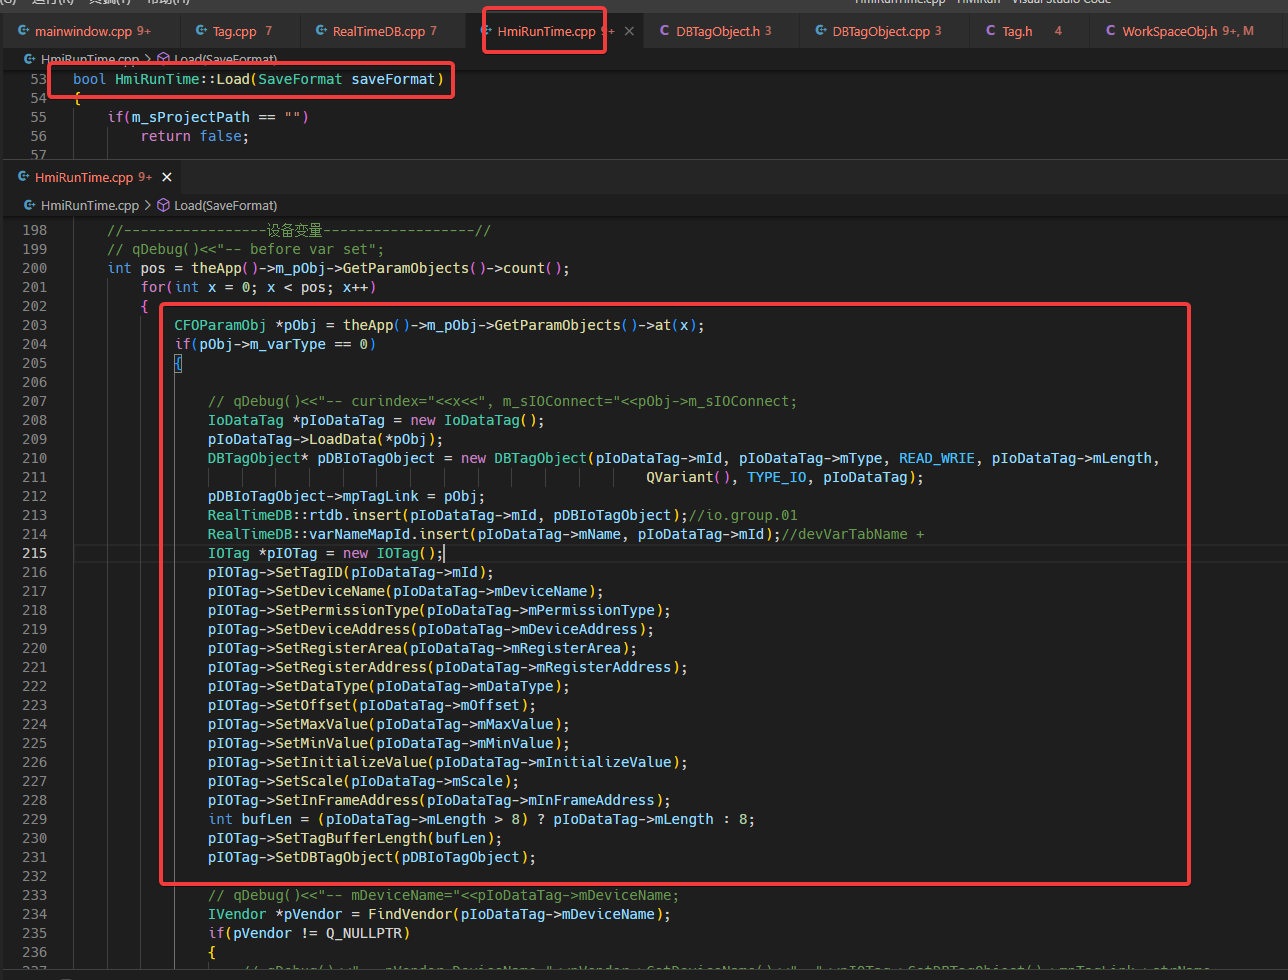 运行(R) 终端(T) 帮助(H) HmiRunTime.cpp - HMIRun - Visual Studio Code
mainwindow.cpp 9+ Tag.cpp 7 RealTimeDB.cpp 7 HmiRunTime.cpp 9+ DBTagObject.h 3 DBTagObject.cpp 3 Tag.h 4 WorkSpaceObj.h 9+, M
HmiRunTime.cpp > Load(SaveFormat)
53 bool HmiRunTime::Load(SaveFormat saveFormat)
54 {
55 if(m_sProjectPath == "")
56 return false;
57
HmiRunTime.cpp 9+
HmiRunTime.cpp > Load(SaveFormat)
198 //-----------------设备变量------------------//
199 // qDebug()<<"-- before var set";
200 int pos = theApp()->m_pObj->GetParamObjects()->count();
201 for(int x = 0; x < pos; x++)
202 {
203 CFOParamObj *pObj = theApp()->m_pObj->GetParamObjects()->at(x);
204 if(pObj->m_varType == 0)
205 {
206
207 // qDebug()<<"-- curindex="<<x<<", m_sIOConnect="<<pObj->m_sIOConnect;
208 IoDataTag *pIoDataTag = new IoDataTag();
209 pIoDataTag->LoadData(*pObj);
210 DBTagObject* pDBIoTagObject = new DBTagObject(pIoDataTag->mId, pIoDataTag->mType, READ_WRIE, pIoDataTag->mLength,
211 QVariant(), TYPE_IO, pIoDataTag);
212 pDBIoTagObject->mpTagLink = pObj;
213 RealTimeDB::rtdb.insert(pIoDataTag->mId, pDBIoTagObject);//io.group.01
214 RealTimeDB::varNameMapId.insert(pIoDataTag->mName, pIoDataTag->mId);//devVarTabName +
215 IOTag *pIOTag = new IOTag();
216 pIOTag->SetTagID(pIoDataTag->mId);
217 pIOTag->SetDeviceName(pIoDataTag->mDeviceName);
218 pIOTag->SetPermissionType(pIoDataTag->mPermissionType);
219 pIOTag->SetDeviceAddress(pIoDataTag->mDeviceAddress);
220 pIOTag->SetRegisterArea(pIoDataTag->mRegisterArea);
221 pIOTag->SetRegisterAddress(pIoDataTag->mRegisterAddress);
222 pIOTag->SetDataType(pIoDataTag->mDataType);
223 pIOTag->SetOffset(pIoDataTag->mOffset);
224 pIOTag->SetMaxValue(pIoDataTag->mMaxValue);
225 pIOTag->SetMinValue(pIoDataTag->mMinValue);
226 pIOTag->SetInitializeValue(pIoDataTag->mInitializeValue);
227 pIOTag->SetScale(pIoDataTag->mScale);
228 pIOTag->SetInFrameAddress(pIoDataTag->mInFrameAddress);
229 int bufLen = (pIoDataTag->mLength > 8) ? pIoDataTag->mLength : 8;
230 pIOTag->SetTagBufferLength(bufLen);
231 pIOTag->SetDBTagObject(pDBIoTagObject);
232
233 // qDebug()<<"-- mDeviceName="<<pIoDataTag->mDeviceName;
234 IVendor *pVendor = FindVendor(pIoDataTag->mDeviceName);
235 if(pVendor != Q_NULLPTR)
236 {